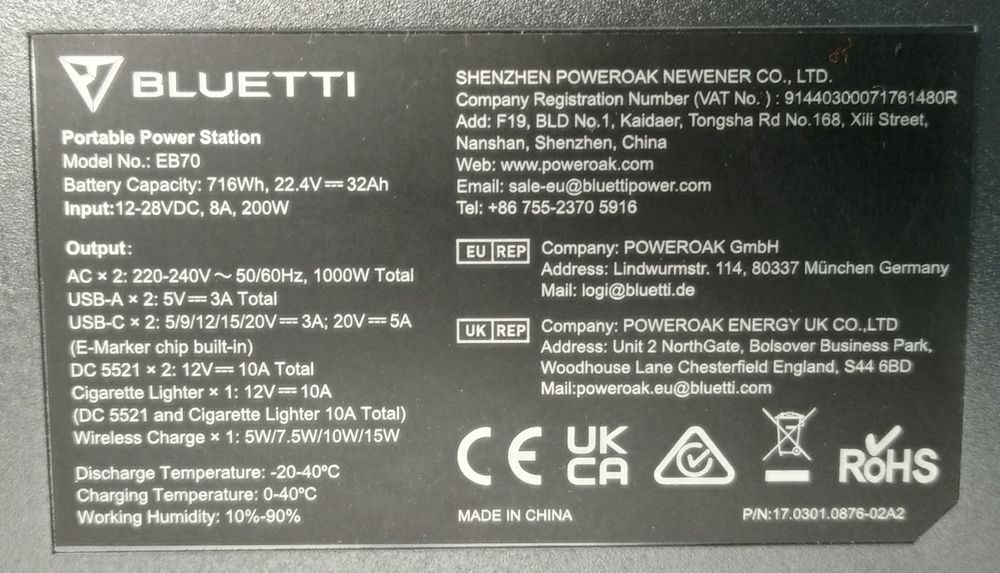 BLUETTI
Portable Power Station
Model No.: EB70
Battery Capacity: 716Wh, 22.4V⎓32Ah
Input:12-28VDC, 8A, 200W
Output:
AC × 2: 220-240V～50/60Hz, 1000W Total
USB-A × 2: 5V⎓3A Total
USB-C × 2: 5/9/12/15/20V⎓3A; 20V⎓5A
(E-Marker chip built-in)
DC 5521 × 2: 12V⎓10A Total
Cigarette Lighter × 1: 12V⎓10A
(DC 5521 and Cigarette Lighter 10A Total)
Wireless Charge × 1: 5W/7.5W/10W/15W
Discharge Temperature: -20-40°C
Charging Temperature: 0-40°C
Working Humidity: 10%-90%
SHENZHEN POWEROAK NEWENER CO., LTD.
Company Registration Number (VAT No. ) : 91440300071761480R
Add: F19, BLD No.1, Kaidaer, Tongsha Rd No.168, Xili Street,
Nanshan, Shenzhen, China
Web: www.poweroak.com
Email: sale-eu@bluettipower.com
Tel: +86 755-2370 5916
EU REP
Company: POWEROAK GmbH
Address: Lindwurmstr. 114, 80337 München Germany
Mail: logi@bluetti.de
UK REP
Company: POWEROAK ENERGY UK CO.,LTD
Address: Unit 2 NorthGate, Bolsover Business Park,
Woodhouse Lane Chesterfield England, S44 6BD
Mail:poweroak.eu@bluetti.com
CE
UK
CA
RoHS
MADE IN CHINA
P/N:17.0301.0876-02A2